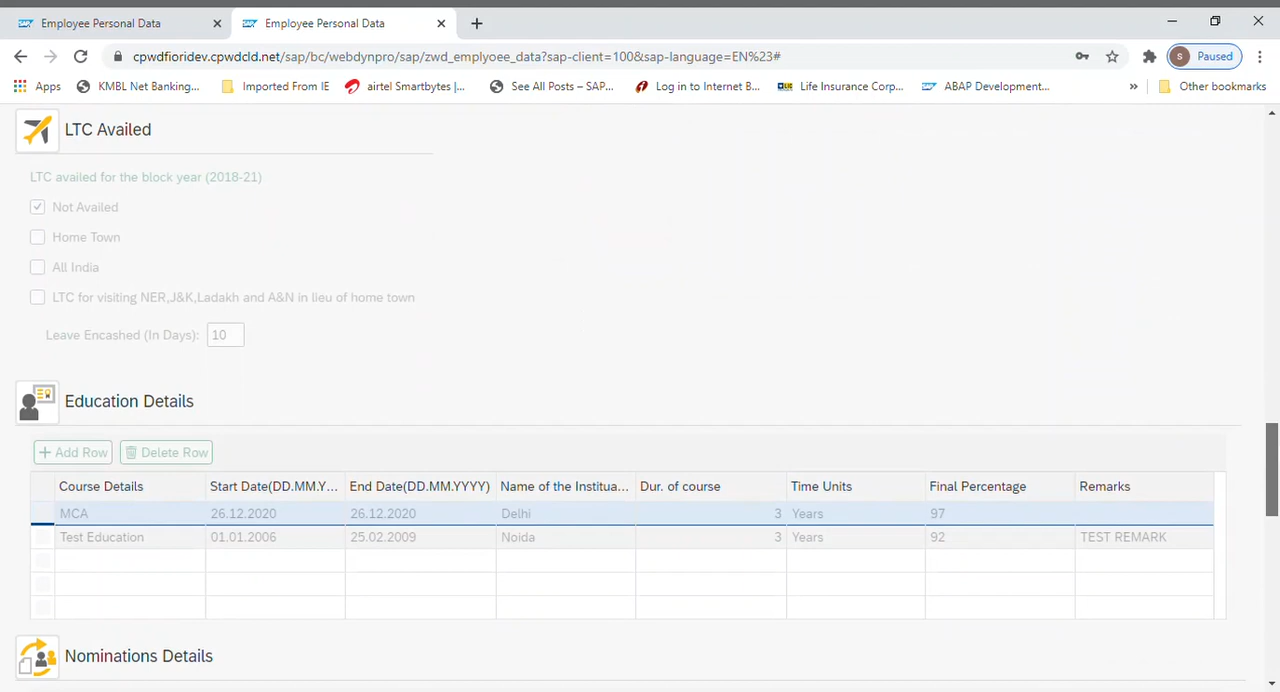 Employee Personal Data
Employee Personal Data
cpwdfioridev.cpwdcld.net/sap/bc/webdynpro/sap/zwd_emplyoee_data?sap-client=100&sap-language=EN%23#
S Paused
Apps KMBL Net Banking... Imported From IE airtel Smartbytes |... See All Posts – SAP... Log in to Internet B... Life Insurance Corp... ABAP Development... » Other bookmarks
LTC Availed
LTC availed for the block year (2018-21)
Not Availed
Home Town
All India
LTC for visiting NER,J&K,Ladakh and A&N in lieu of home town
Leave Encashed (In Days): 10
Education Details
Add Row Delete Row
Course Details Start Date(DD.MM.Y... End Date(DD.MM.YYYY) Name of the Institua... Dur. of course Time Units Final Percentage Remarks
MCA 26.12.2020 26.12.2020 Delhi 3 Years 97
Test Education 01.01.2006 25.02.2009 Noida 3 Years 92 TEST REMARK
Nominations Details